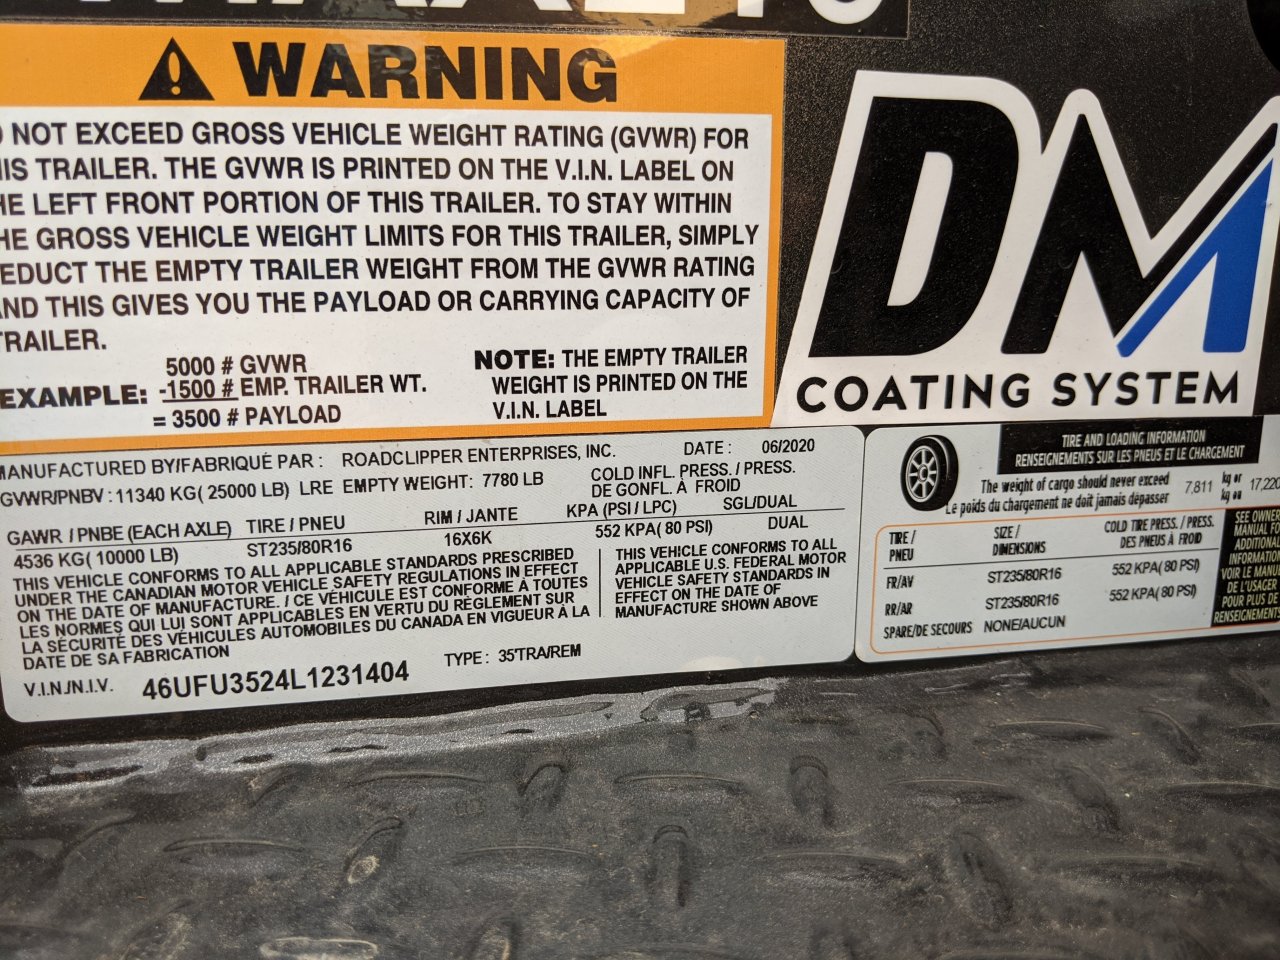 WARNING
NOT EXCEED GROSS VEHICLE WEIGHT RATING (GVWR) FOR
IS TRAILER. THE GVWR IS PRINTED ON THE V.I.N. LABEL ON
HE LEFT FRONT PORTION OF THIS TRAILER. TO STAY WITHIN
HE GROSS VEHICLE WEIGHT LIMITS FOR THIS TRAILER, SIMPLY
EDUCT THE EMPTY TRAILER WEIGHT FROM THE GVWR RATING
AND THIS GIVES YOU THE PAYLOAD OR CARRYING CAPACITY OF
TRAILER.
5000 # GVWR
EXAMPLE: -1500 # EMP. TRAILER WT.
= 3500 # PAYLOAD
NOTE: THE EMPTY TRAILER
WEIGHT IS PRINTED ON THE
V.I.N. LABEL
DM
COATING SYSTEM
MANUFACTURED BY/FABRIQUÉ PAR : ROADCLIPPER ENTERPRISES, INC. DATE : 06/2020
GVWR/PNBV : 11340 KG( 25000 LB) LRE EMPTY WEIGHT: 7780 LB
COLD INFL. PRESS. / PRESS.
DE GONFL. À FROID
GAWR / PNBE (EACH AXLE) TIRE / PNEU RIM / JANTE KPA (PSI / LPC) SGL/DUAL
4536 KG( 10000 LB) ST235/80R16 16X6K 552 KPA( 80 PSI) DUAL
THIS VEHICLE CONFORMS TO ALL APPLICABLE STANDARDS PRESCRIBED
UNDER THE CANADIAN MOTOR VEHICLE SAFETY REGULATIONS IN EFFECT
ON THE DATE OF MANUFACTURE. / CE VÉHICULE EST CONFORME À TOUTES
LES NORMES QUI LUI SONT APPLICABLES EN VERTU DU RÈGLEMENT SUR
LA SÉCURITÉ DES VÉHICULES AUTOMOBILES DU CANADA EN VIGUEUR À LA
DATE DE SA FABRICATION
THIS VEHICLE CONFORMS TO ALL
APPLICABLE U.S. FEDERAL MOTOR
VEHICLE SAFETY STANDARDS IN
EFFECT ON THE DATE OF
MANUFACTURE SHOWN ABOVE
V.I.N./N.I.V. 46UFU3524L1231404 TYPE : 35'TRA/REM
TIRE AND LOADING INFORMATION
RENSEIGNEMENTS SUR LES PNEUS ET LE CHARGEMENT
The weight of cargo should never exceed
Le poids du chargement ne doit jamais dépasser
7,811 kg or 17,220
kg ou
TIRE / SIZE / COLD TIRE PRESS. / PRESS.
PNEU DIMENSIONS DES PNEUS À FROID
FR/AV ST235/80R16 552 KPA( 80 PSI)
RR/AR ST235/80R16 552 KPA( 80 PSI)
SPARE/DE SECOURS NONE/AUCUN
SEE OWNER
MANUAL FO
ADDITIONAL
INFORMATION
VOIR LE MANUE
DE L'USAGER
POUR PLUS DE
RENSEIGNEMENTS